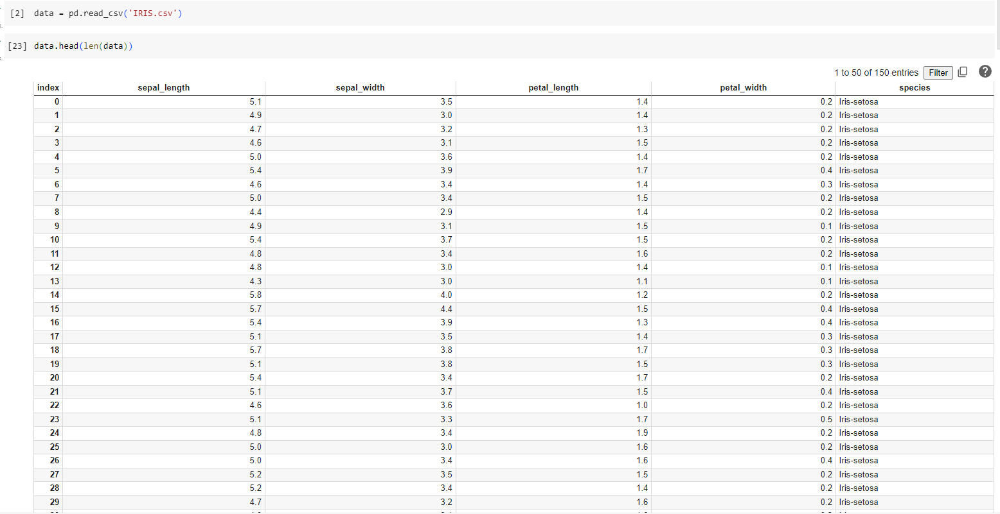 [2] data = pd.read_csv('IRIS.csv')
[23] data.head(len(data))
1 to 50 of 150 entries Filter
index sepal_length sepal_width petal_length petal_width species
0 5.1 3.5 1.4 0.2 Iris-setosa
1 4.9 3.0 1.4 0.2 Iris-setosa
2 4.7 3.2 1.3 0.2 Iris-setosa
3 4.6 3.1 1.5 0.2 Iris-setosa
4 5.0 3.6 1.4 0.2 Iris-setosa
5 5.4 3.9 1.7 0.4 Iris-setosa
6 4.6 3.4 1.4 0.3 Iris-setosa
7 5.0 3.4 1.5 0.2 Iris-setosa
8 4.4 2.9 1.4 0.2 Iris-setosa
9 4.9 3.1 1.5 0.1 Iris-setosa
10 5.4 3.7 1.5 0.2 Iris-setosa
11 4.8 3.4 1.6 0.2 Iris-setosa
12 4.8 3.0 1.4 0.1 Iris-setosa
13 4.3 3.0 1.1 0.1 Iris-setosa
14 5.8 4.0 1.2 0.2 Iris-setosa
15 5.7 4.4 1.5 0.4 Iris-setosa
16 5.4 3.9 1.3 0.4 Iris-setosa
17 5.1 3.5 1.4 0.3 Iris-setosa
18 5.7 3.8 1.7 0.3 Iris-setosa
19 5.1 3.8 1.5 0.3 Iris-setosa
20 5.4 3.4 1.7 0.2 Iris-setosa
21 5.1 3.7 1.5 0.4 Iris-setosa
22 4.6 3.6 1.0 0.2 Iris-setosa
23 5.1 3.3 1.7 0.5 Iris-setosa
24 4.8 3.4 1.9 0.2 Iris-setosa
25 5.0 3.0 1.6 0.2 Iris-setosa
26 5.0 3.4 1.6 0.4 Iris-setosa
27 5.2 3.5 1.5 0.2 Iris-setosa
28 5.2 3.4 1.4 0.2 Iris-setosa
29 4.7 3.2 1.6 0.2 Iris-setosa